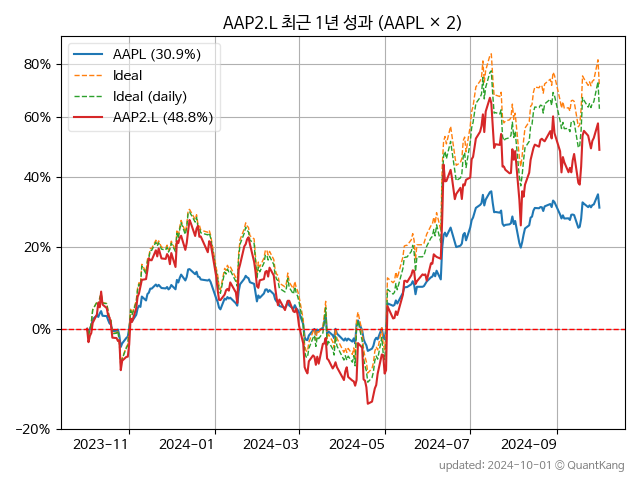 AAP2.L 최근 1년 성과 (AAPL × 2)
AAPL (30.9%)
Ideal
Ideal (daily)
AAP2.L (48.8%)
80%
60%
40%
20%
0%
−20%
2023-11
2024-01
2024-03
2024-05
2024-07
2024-09
updated: 2024-10-01 © QuantKang